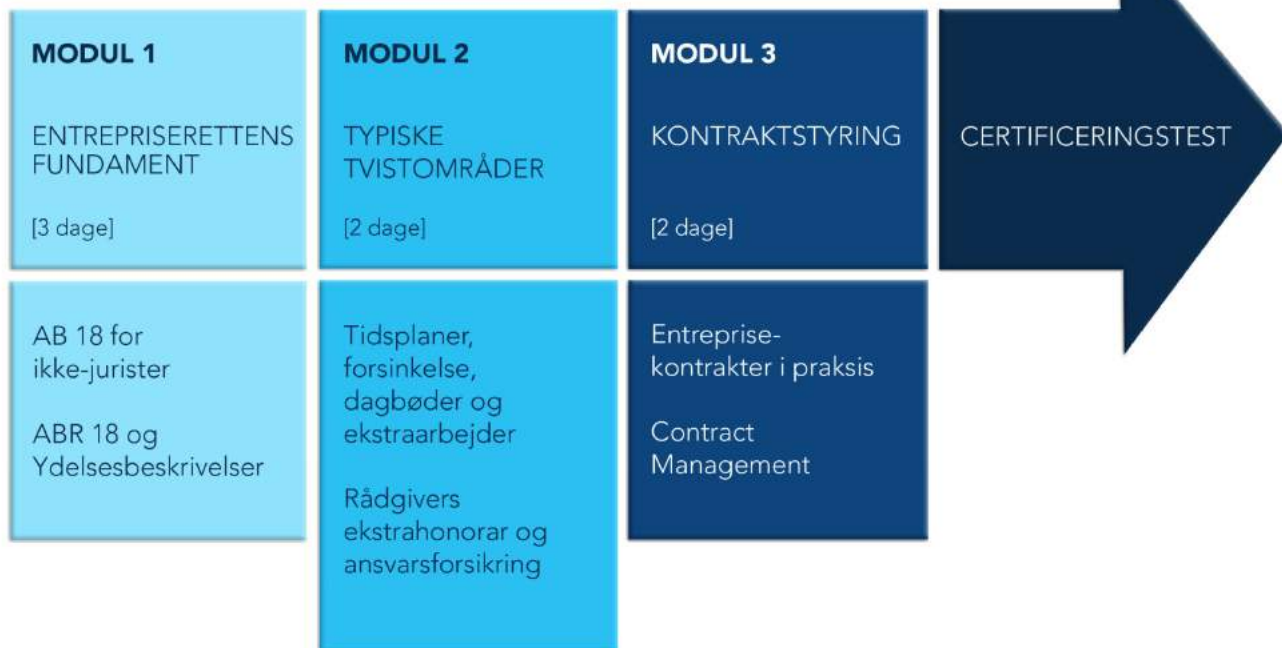 MODUL 1
ENTREPRISERETTENS
FUNDAMENT
[3 dage]
AB 18 for
ikke-jurister
ABR 18 og
Ydelsesbeskrivelser
MODUL 2
TYPISKE
TVISTOMRÅDER
[2 dage]
Tidsplaner,
forsinkelse,
dagbøder og
ekstraarbejder
Rådgivers
ekstrahonorar og
ansvarsforsikring
MODUL 3
KONTRAKTSTYRING
[2 dage]
Entreprise-
kontrakter i praksis
Contract
Management
CERTIFICERINGSTEST